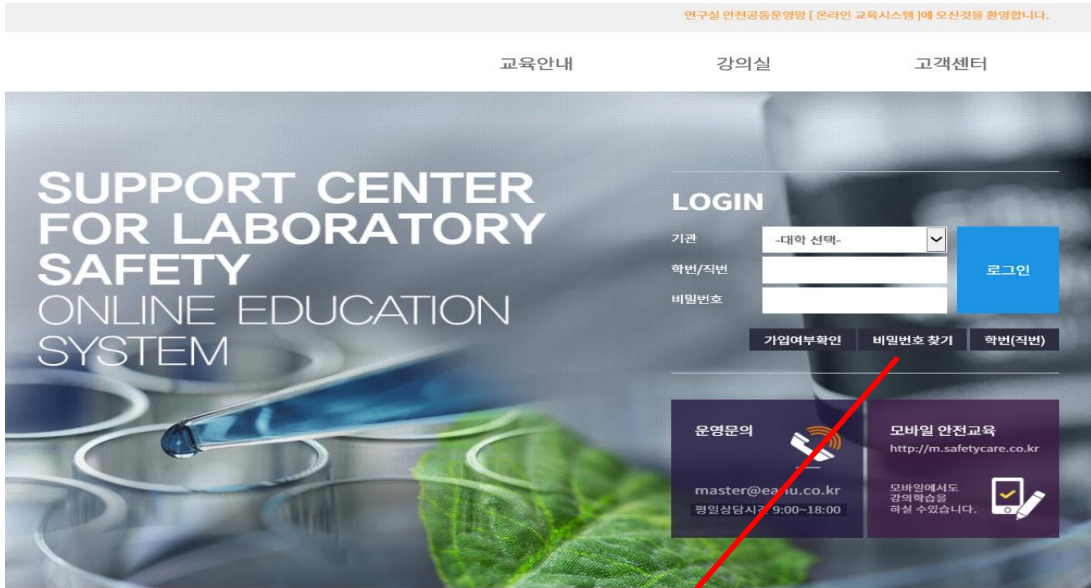 연구실 안전공동운영망 [ 온라인 교육시스템 ]에 오신것을 환영합니다.
교육안내 강의실 고객센터
SUPPORT CENTER
FOR LABORATORY
SAFETY
ONLINE EDUCATION
SYSTEM
LOGIN
기관 -대학 선택-
학번/직번
비밀번호
로그인
가입여부확인 비밀번호 찾기 학번(직번)
운영문의
평일상담시간 9:00~18:00
모바일 안전교육
http://m.safetycare.co.kr
모바일에서도
강의학습을
하실 수있습니다.